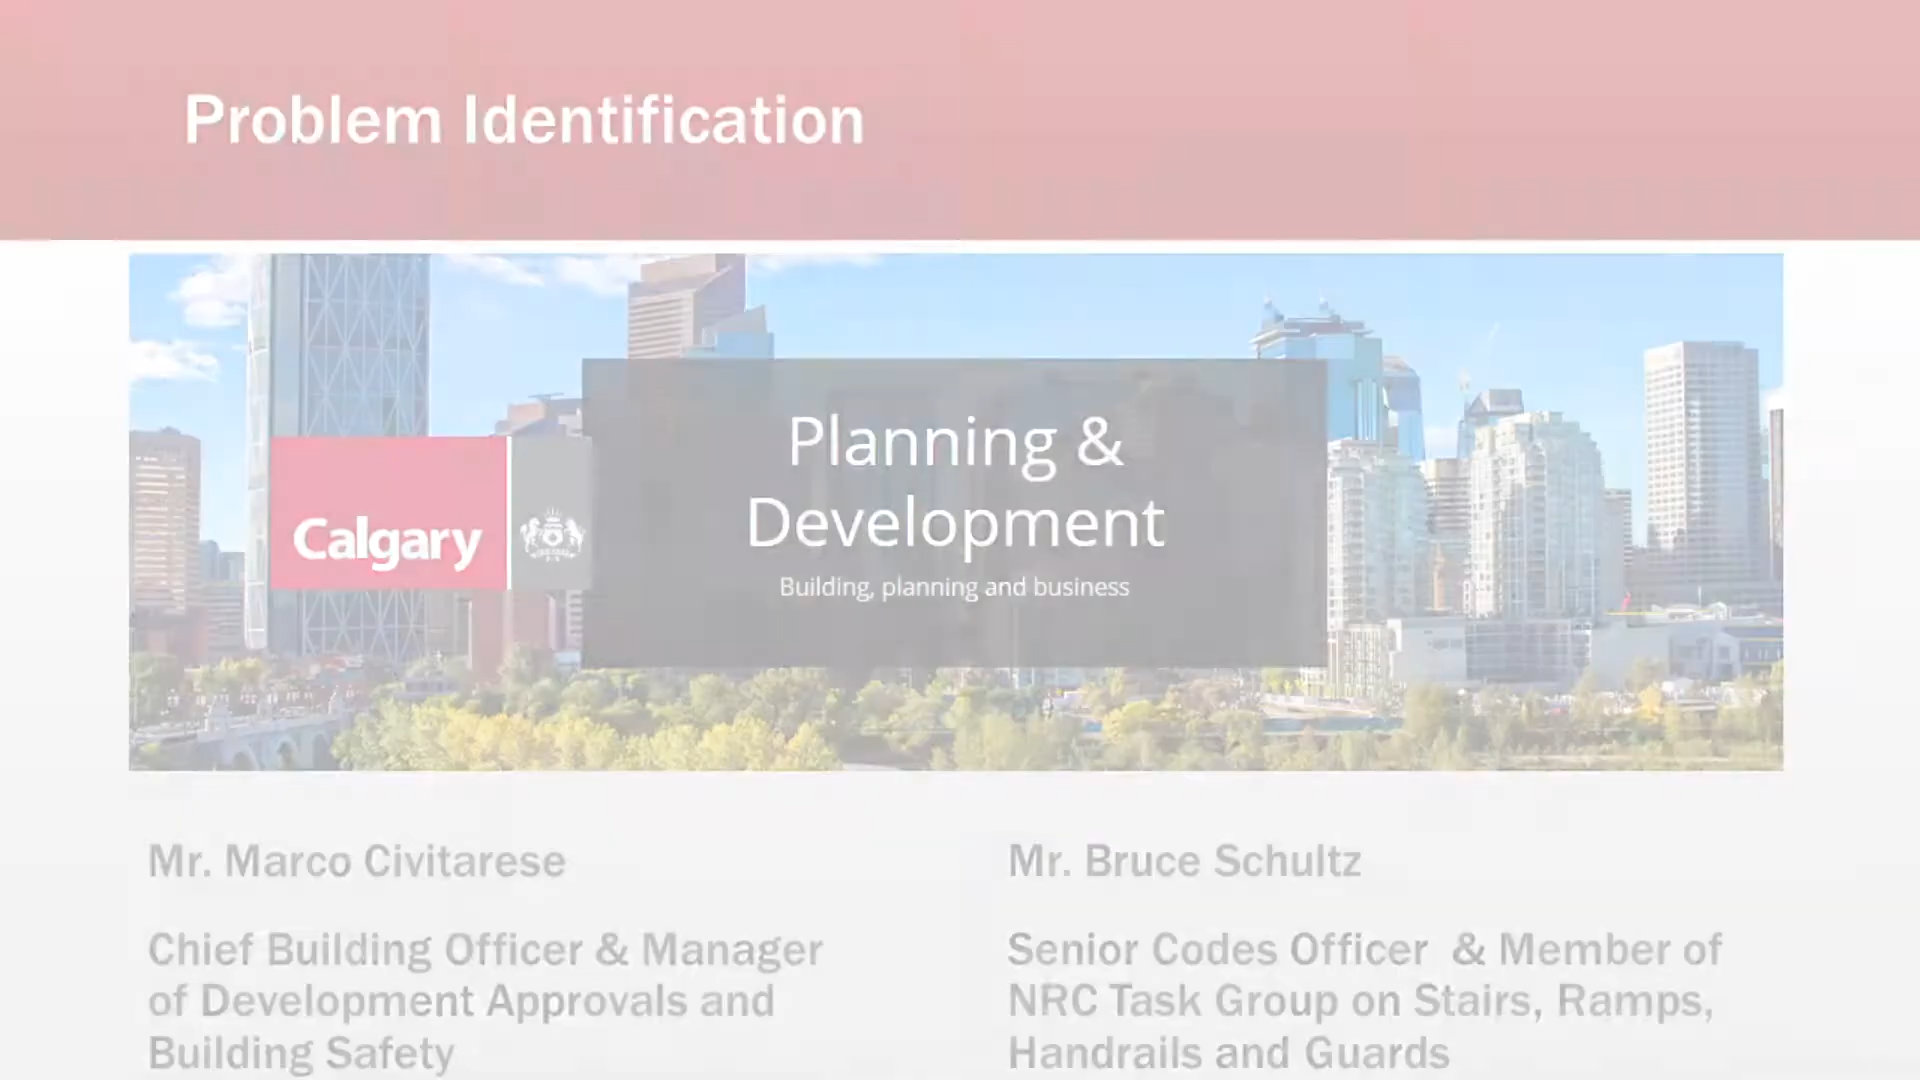 Problem Identification
Planning &
Development
Building, planning and business
Calgary
Mr. Marco Civitarese
Chief Building Officer & Manager
of Development Approvals and
Building Safety
Mr. Bruce Schultz
Senior Codes Officer & Member of
NRC Task Group on Stairs, Ramps,
Handrails and Guards